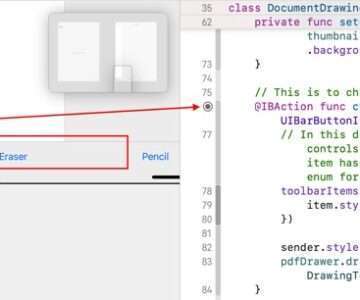 Eraser
Pencil
35 class DocumentDrawing
62 private func set
thumbnai
.backgro
73 }
74
75 // This is to ch
@IBAction func c
UIBarButtonI
77 // In this d
controls
item has
enum for
78 toolbarItems
79 item.sty
80 })
81
82 sender.style
83 pdfDrawer.dr
DrawingT
84 }